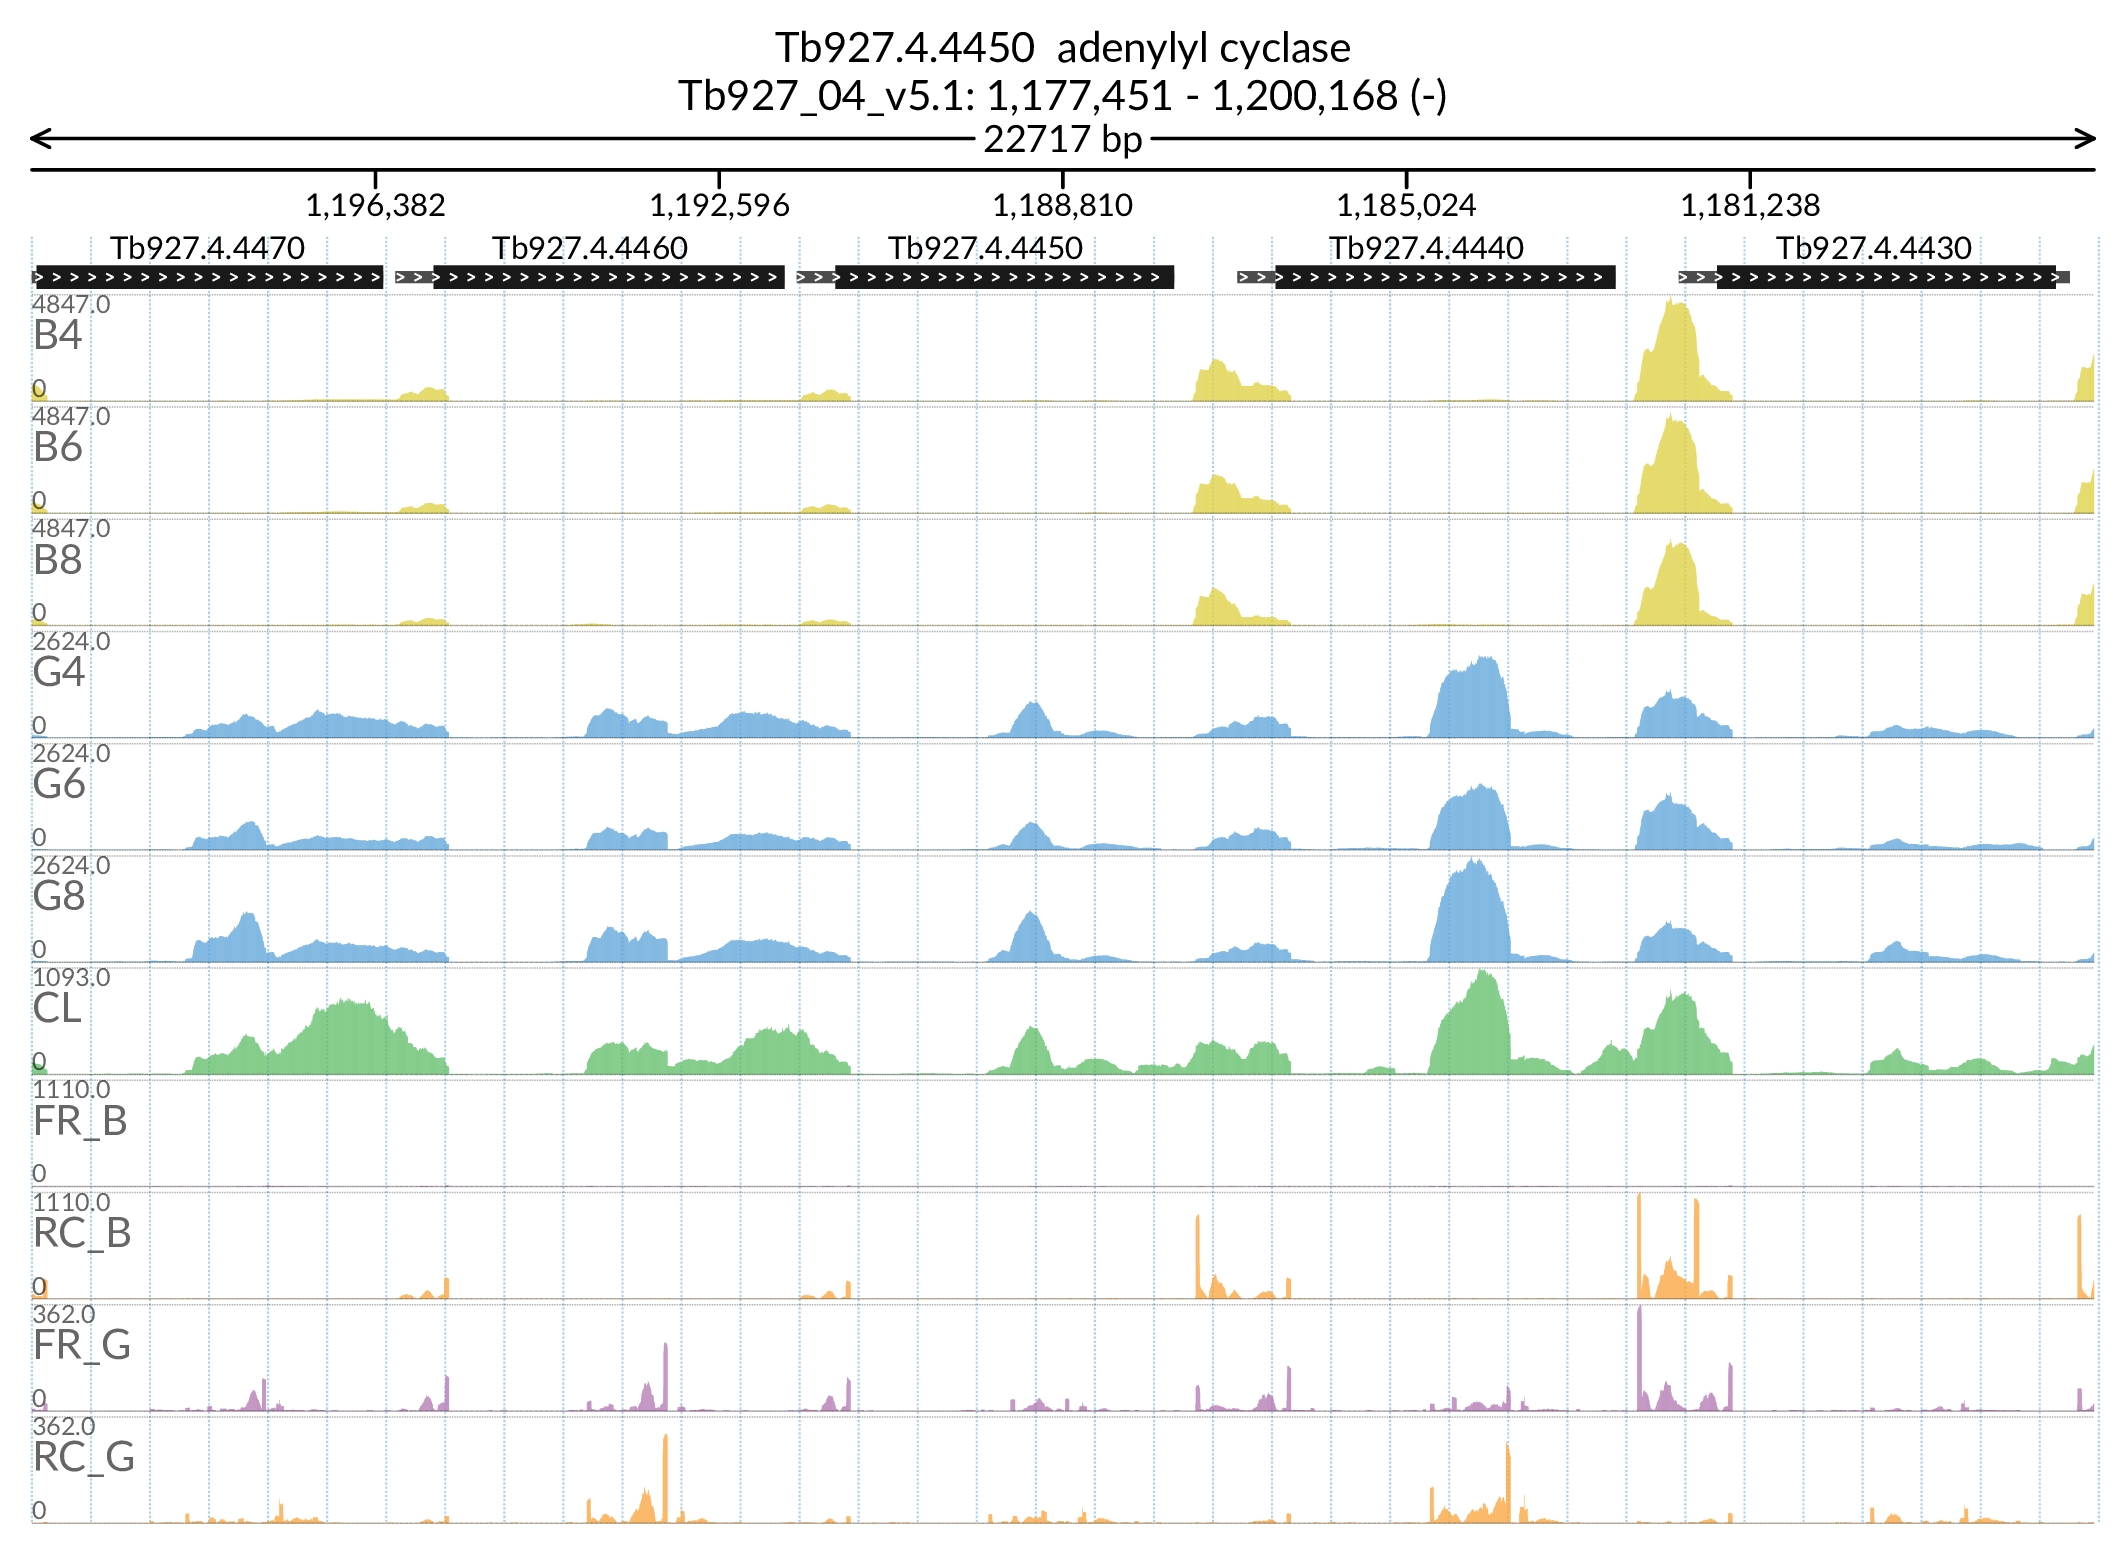 Tb927.4.4450 adenylyl cyclase
Tb927_04_v5.1: 1,177,451 - 1,200,168 (-)
22717 bp
1,196,382 1,192,596 1,188,810 1,185,024 1,181,238
Tb927.4.4470 Tb927.4.4460 Tb927.4.4450 Tb927.4.4440 Tb927.4.4430
4847.0
B4
0
4847.0
B6
0
4847.0
B8
0
2624.0
G4
0
2624.0
G6
0
2624.0
G8
0
1093.0
CL
0
1110.0
FR_B
0
1110.0
RC_B
0
362.0
FR_G
0
362.0
RC_G
0